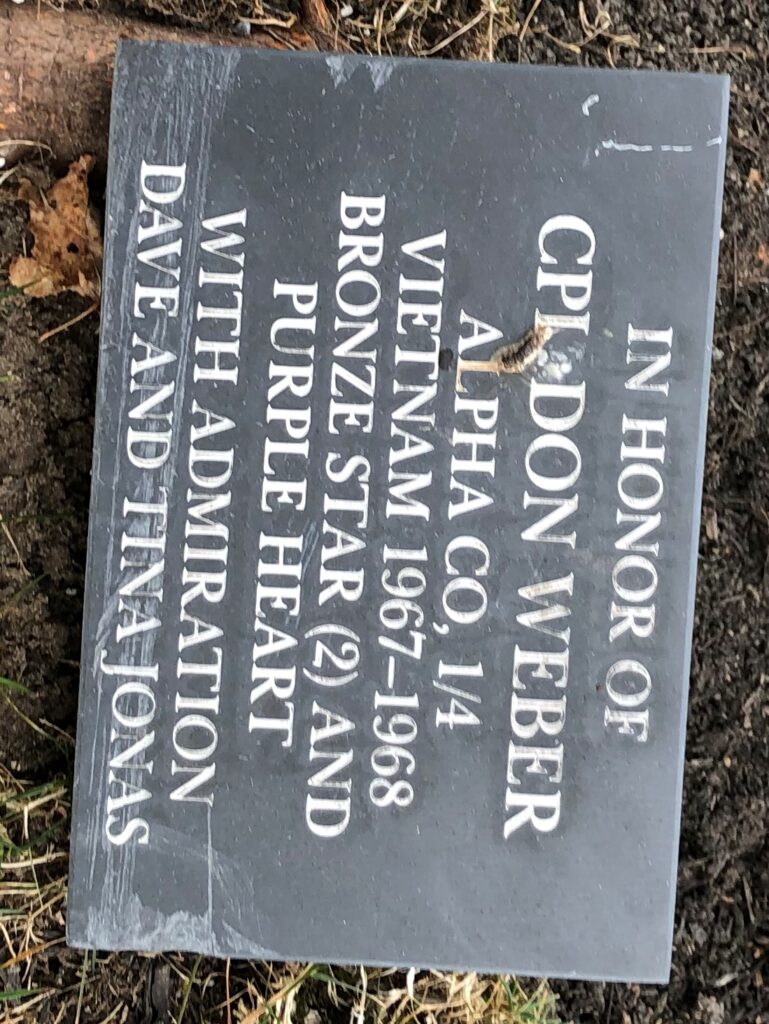 IN HONOR OF
CPL DON WEBER
ALPHA CO, 1/4
VIETNAM 1967–1968
BRONZE STAR (2) AND
PURPLE HEART
WITH ADMIRATION
DAVE AND TINA JONAS